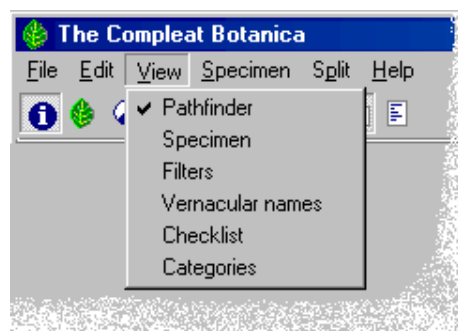 The Compleat Botanica
File Edit View Specimen Split Help
Pathfinder
Specimen
Filters
Vernacular names
Checklist
Categories